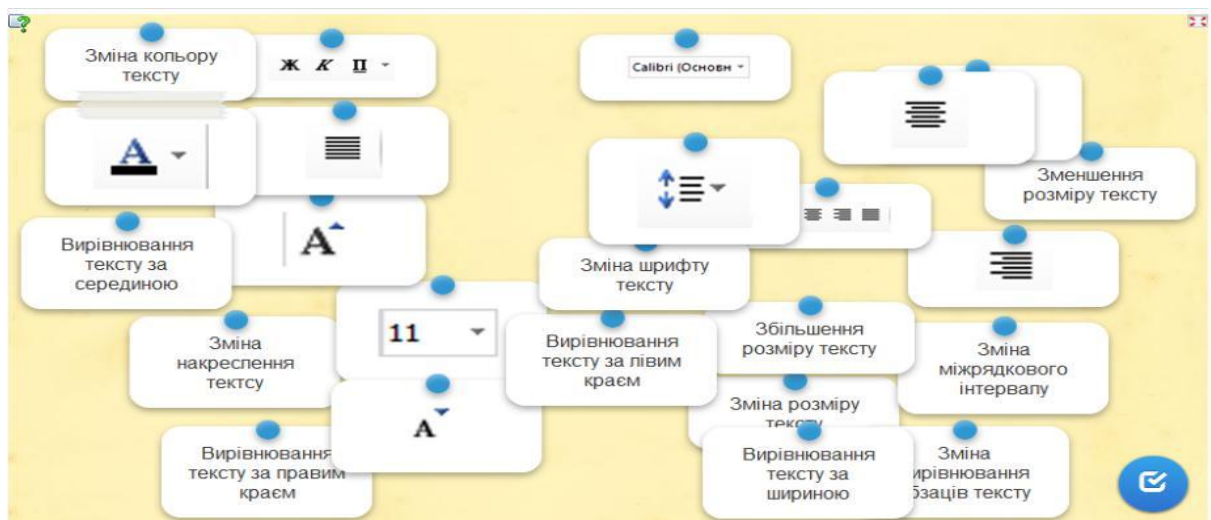 Зміна кольору
тексту
Ж К П
Calibri (Основн
А
А
Зменшення
розміру тексту
Вирівнювання
тексту за
серединою
Зміна шрифту
тексту
11
Зміна
накреслення
тектсу
Вирівнювання
тексту за лівим
краєм
Збільшення
розміру тексту
Зміна
міжрядкового
інтервалу
А
Зміна розміру
тексту
Вирівнювання
тексту за правим
краєм
Вирівнювання
тексту за
шириною
Зміна
ирівнювання
бзаців тексту